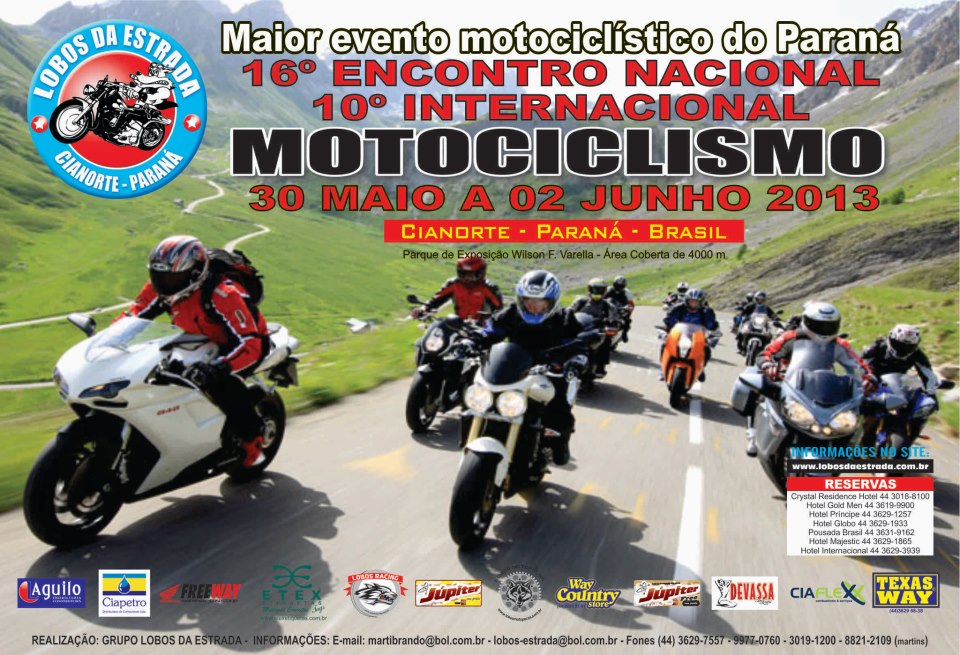 LOBOS DA ESTRADA
CIANORTE - PARANÁ
Maior evento motociclístico do Paraná
16º ENCONTRO NACIONAL
10º INTERNACIONAL
MOTOCICLISMO
30 MAIO A 02 JUNHO 2013
CIANORTE - PARANÁ - BRASIL
Parque de Exposição Wilson F. Varella - Área Coberta de 4000 m.
848
INFORMAÇÕES NO SITE:
www.lobosdaestrada.com.br
RESERVAS
Crystal Residence Hotel 44 3018-8100
Hotel Gold Men 44 3619-9900
Hotel Príncipe 44 3629-1257
Hotel Globo 44 3629-1933
Pousada Brasil 44 3631-9162
Hotel Majestic 44 3629-1865
Hotel Internacional 44 3629-3939
Aguilo
Ciapetro
FREEWAY
ETEX
LOBOS RACING
Júpiter
Way Country store
Júpiter
DEVASSA
CIAFLEX
TEXAS WAY
REALIZAÇÃO: GRUPO LOBOS DA ESTRADA - INFORMAÇÕES: E-mail: martibrando@bol.com.br - lobos-estrada@bol.com.br - Fones (44) 3629-7557 - 9977-0760 - 3019-1200 - 8821-2109 (martins)